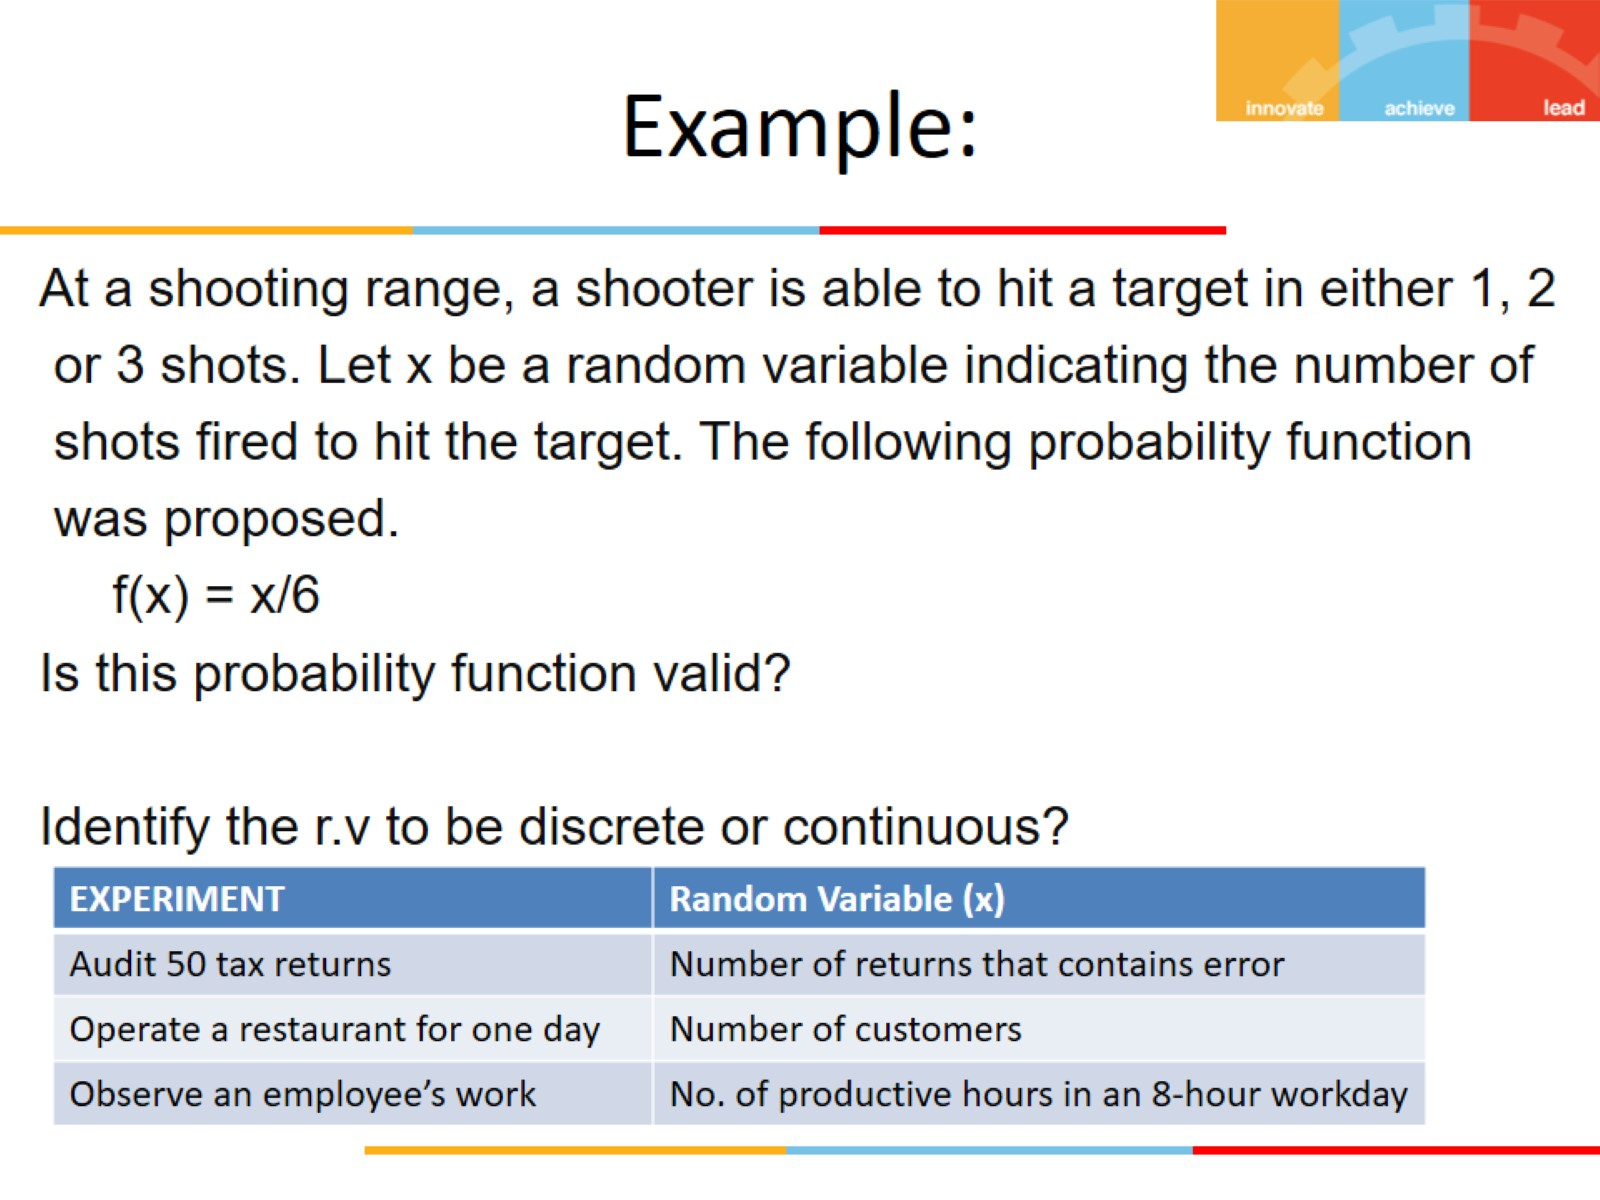 innovate achieve lead
Example:
At a shooting range, a shooter is able to hit a target in either 1, 2
or 3 shots. Let x be a random variable indicating the number of
shots fired to hit the target. The following probability function
was proposed.
f(x) = x/6
Is this probability function valid?
Identify the r.v to be discrete or continuous?
EXPERIMENT Random Variable (x)
Audit 50 tax returns Number of returns that contains error
Operate a restaurant for one day Number of customers
Observe an employee’s work No. of productive hours in an 8-hour workday